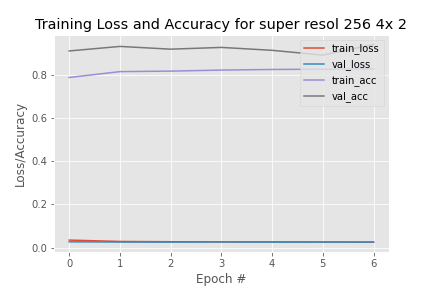 Training Loss and Accuracy for super resol 256 4x 2
train_loss
val_loss
train_acc
val_acc
0.8
0.6
0.4
0.2
0.0
Loss/Accuracy
0 1 2 3 4 5 6
Epoch #